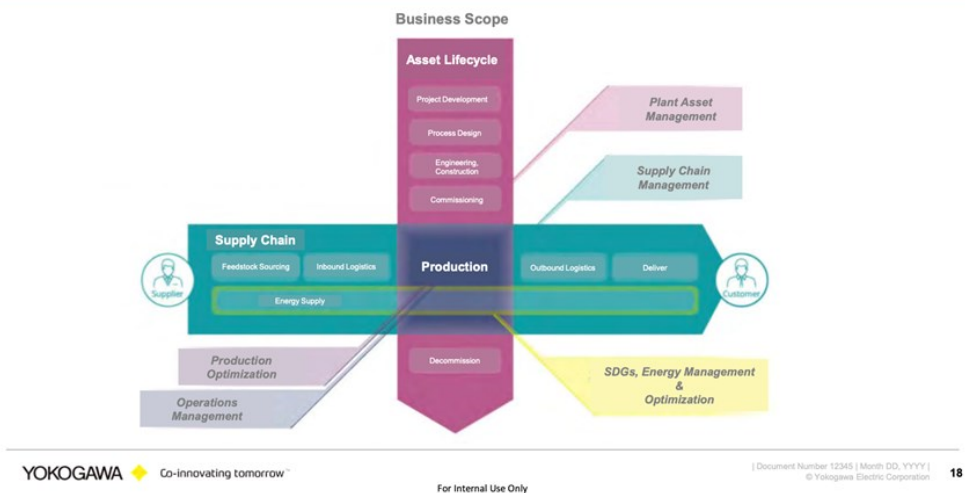 Business Scope
Asset Lifecycle
Project Development
Process Design
Engineering,
Construction
Commissioning
Plant Asset
Management
Supply Chain
Management
Supply Chain
Feedstock Sourcing
Inbound Logistics
Production
Outbound Logistics
Deliver
Supplier
Customer
Energy Supply
Decommission
Production
Optimization
Operations
Management
SDGs, Energy Management
&
Optimization
YOKOGAWA
Co-innovating tomorrow™
| Document Number 12345 | Month DD, YYYY |
© Yokogawa Electric Corporation
18
For Internal Use Only